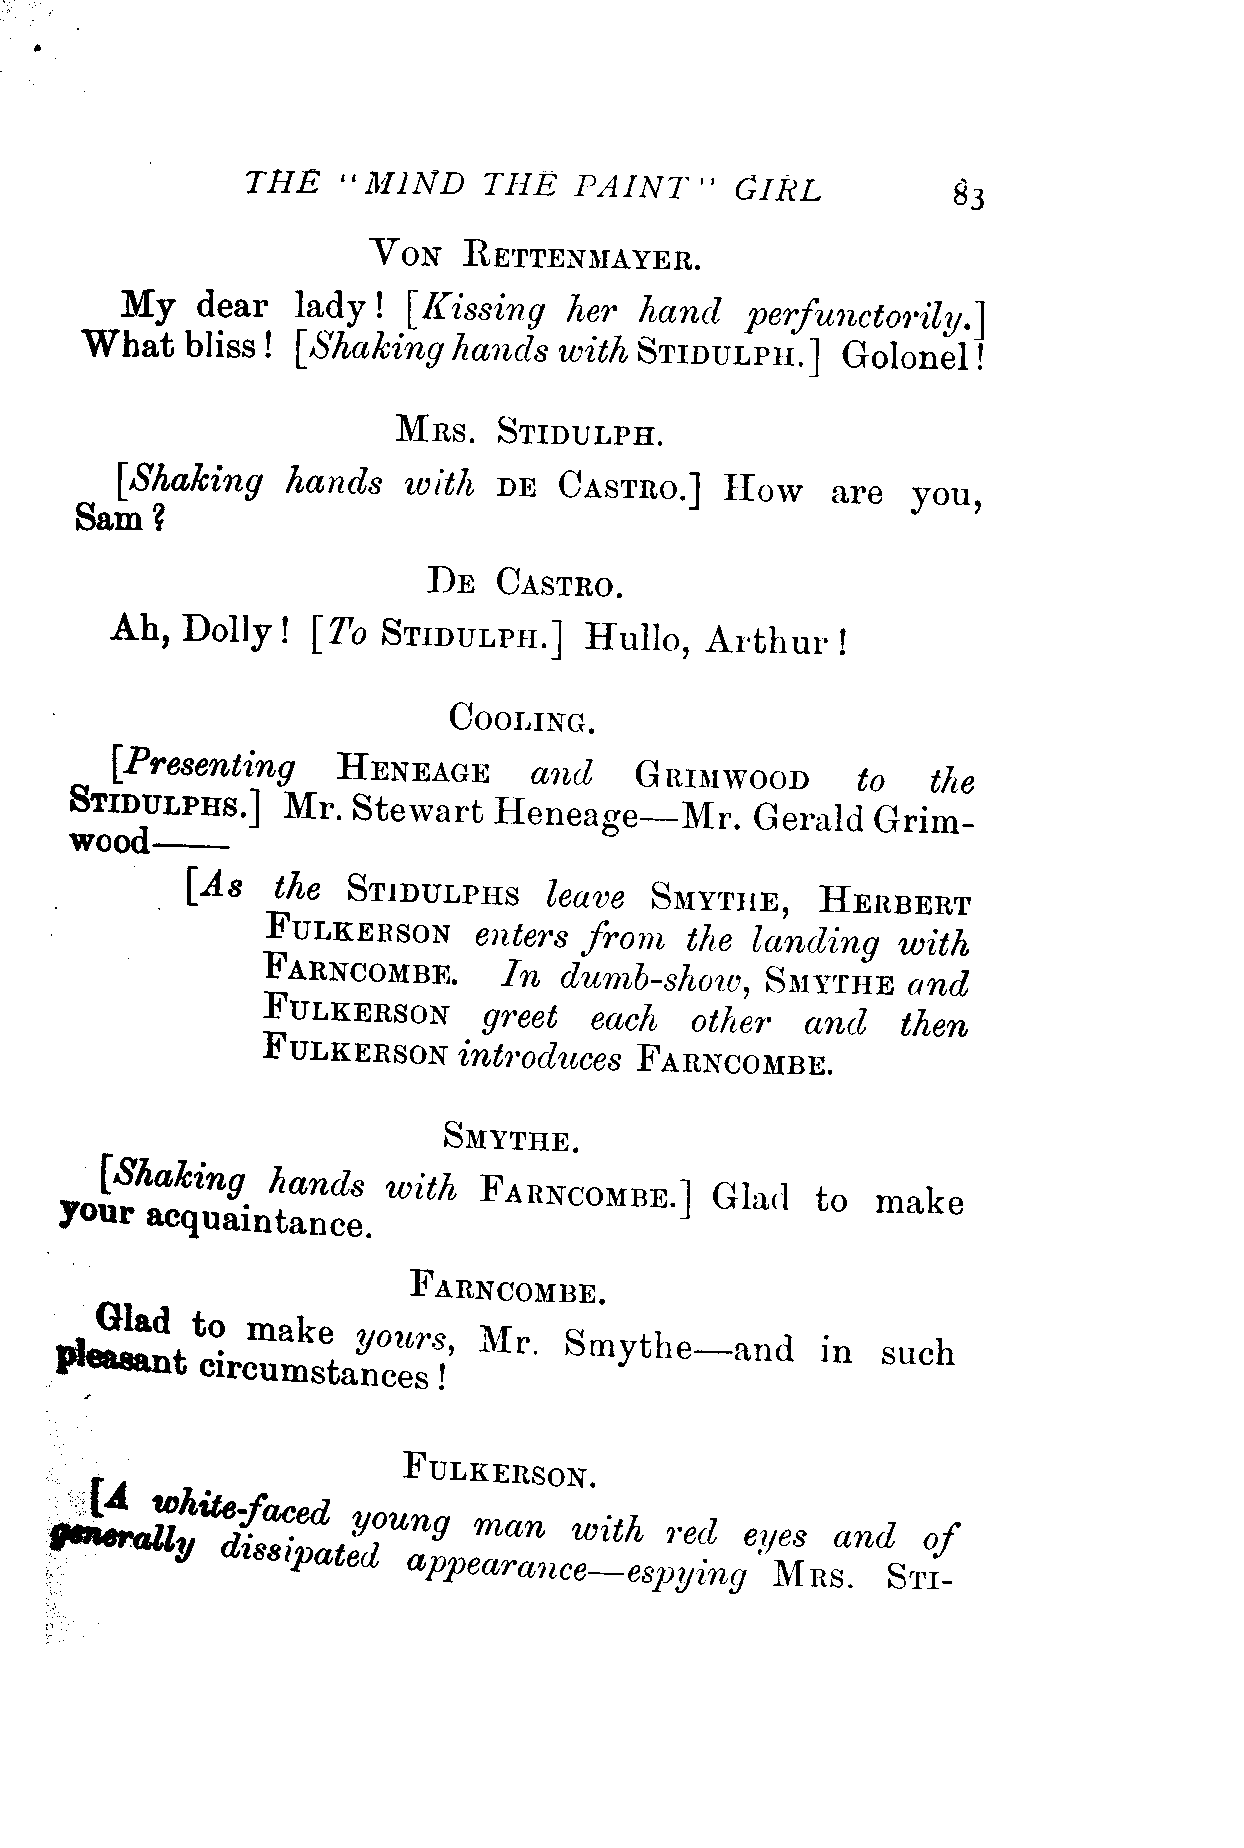 THE "MIND THE PAINT" GIRL 83
VON RETTENMAYER.
My dear lady! [Kissing her hand perfunctorily.]
What bliss! [Shaking hands with STIDULPH.] Golonel!
MRS. STIDULPH.
[Shaking hands with DE CASTRO.] How are you,
Sam?
DE CASTRO.
Ah, Dolly! [To STIDULPH.] Hullo, Arthur!
COOLING.
[Presenting HENEAGE and GRIMWOOD to the
STIDULPHS.] Mr. Stewart Heneage—Mr. Gerald Grim-
wood——
[As the STIDULPHS leave SMYTHE, HERBERT
FULKERSON enters from the landing with
FARNCOMBE. In dumb-show, SMYTHE and
FULKERSON greet each other and then
FULKERSON introduces FARNCOMBE.
SMYTHE.
[Shaking hands with FARNCOMBE.] Glad to make
your acquaintance.
FARNCOMBE.
Glad to make yours, Mr. Smythe—and in such
pleasant circumstances!
FULKERSON.
[A white-faced young man with red eyes and of
generally dissipated appearance—espying MRS. STI-